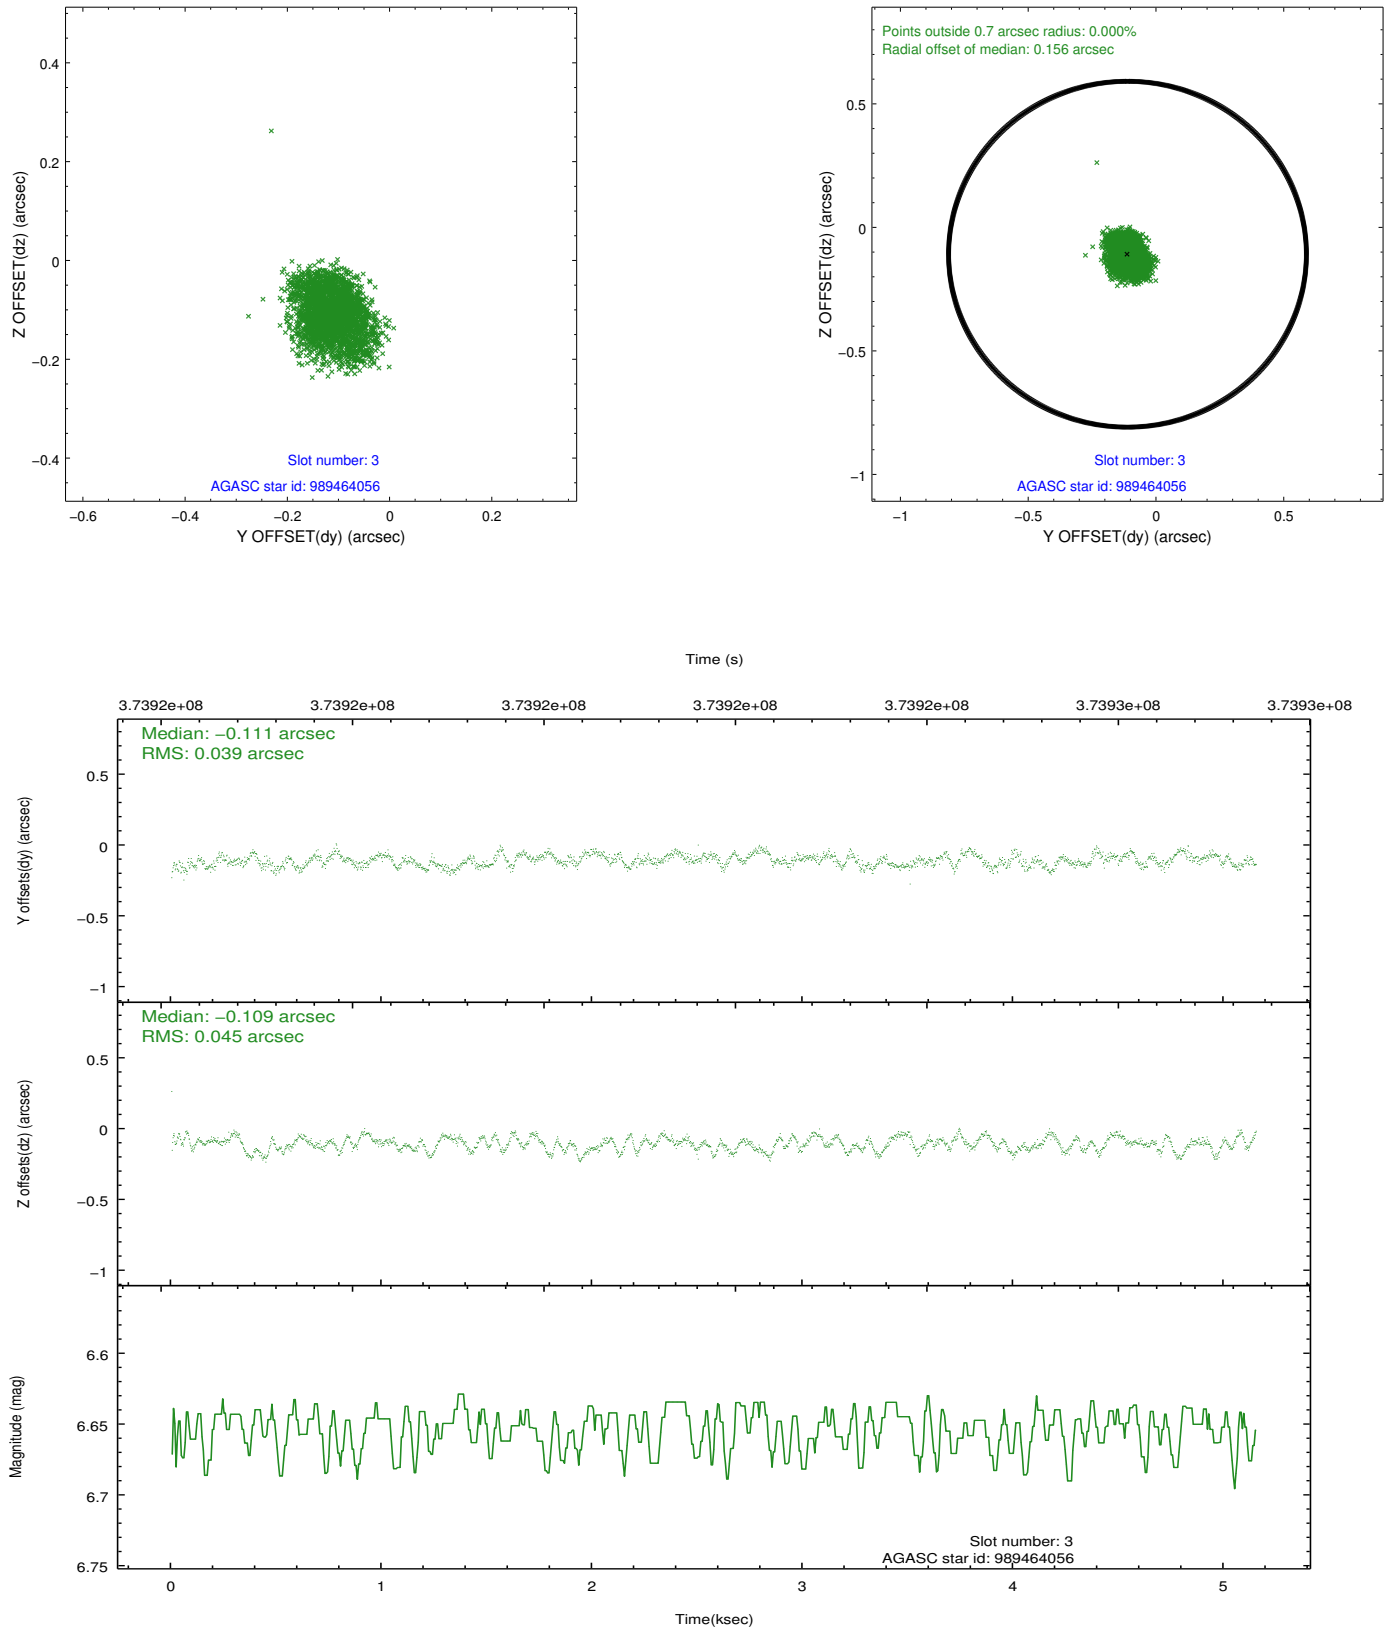 0.4
0.2
0
−0.2
−0.4
Z OFFSET(dz) (arcsec)
Slot number: 3
AGASC star id: 989464056
−0.6
−0.4
−0.2
0
0.2
Y OFFSET(dy) (arcsec)
Points outside 0.7 arcsec radius: 0.000%
Radial offset of median: 0.156 arcsec
0.5
0
−0.5
−1
Z OFFSET(dz) (arcsec)
Slot number: 3
AGASC star id: 989464056
−1
−0.5
0
0.5
Y OFFSET(dy) (arcsec)
Time (s)
3.7392e+08
3.7392e+08
3.7392e+08
3.7392e+08
3.7392e+08
3.7393e+08
3.7393e+08
Median: −0.111 arcsec
RMS: 0.039 arcsec
0.5
0
−0.5
−1
Y offsets(dy) (arcsec)
Median: −0.109 arcsec
RMS: 0.045 arcsec
0.5
0
−0.5
−1
Z offsets(dz) (arcsec)
6.6
6.65
6.7
6.75
Magnitude (mag)
Slot number: 3
AGASC star id: 989464056
0
1
2
3
4
5
Time(ksec)